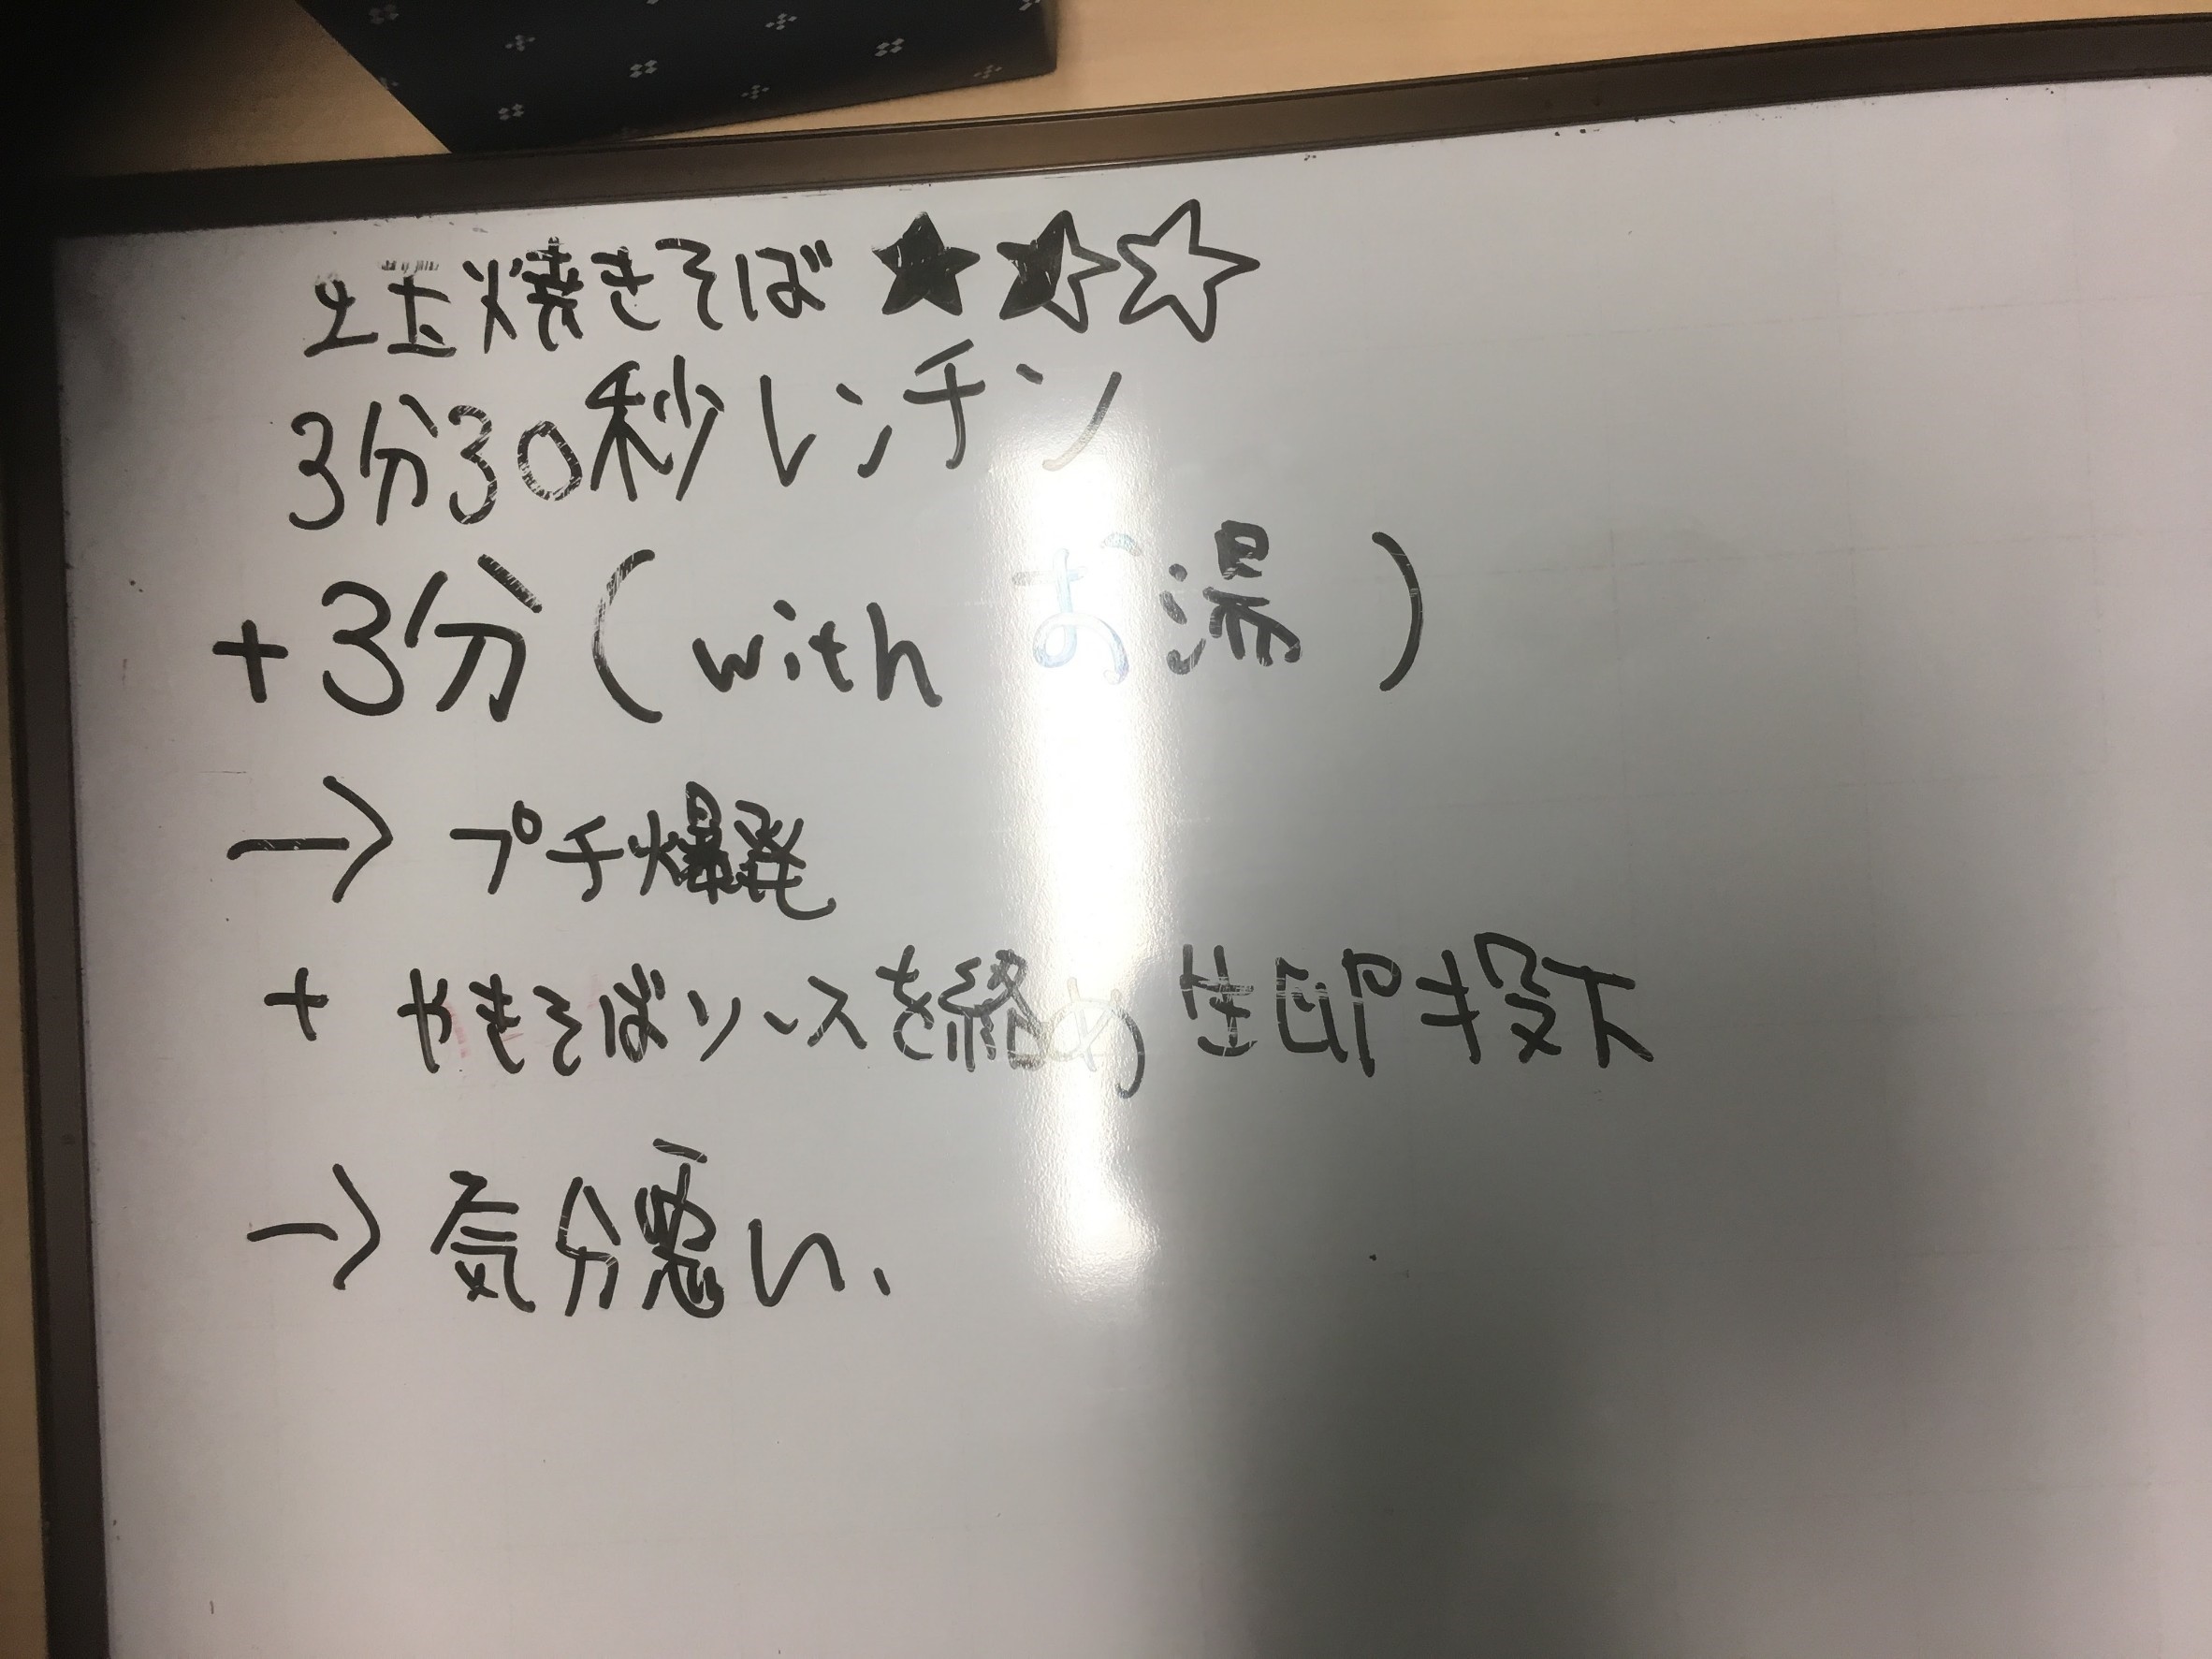 2玉焼きそば ★★☆
3分30秒レンチン
+3分(with お湯)
→プチ爆発
+ やきそばソースを絡め生卵投下
→気分悪い、